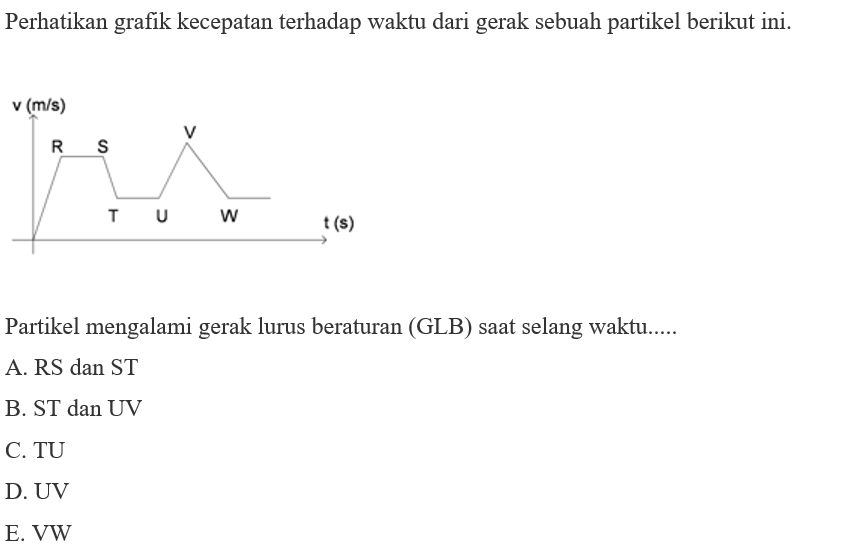 Perhatikan grafik kecepatan terhadap waktu dari gerak sebuah partikel berikut ini.
v (m/s)
V
R S
T U W
t (s)
Partikel mengalami gerak lurus beraturan (GLB) saat selang waktu.....
A. RS dan ST
B. ST dan UV
C. TU
D. UV
E. VW